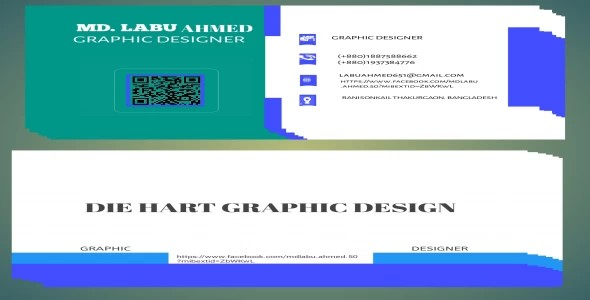 MD. LABU AHMED
GRAPHIC DESIGNER
GRAPHIC DESIGNER
(+880)1887588662
(+880)1937384776
LABUAHMED651@GMAIL.COM
HTTPS://WWW.FACEBOOK.COM/MDLABU
.AHMED.50?MIBEXTID=ZBWKWL
RANISONKAIL THAKURGAON, BANGLADESH
DIE HART GRAPHIC DESIGN
GRAPHIC
DESIGNER
https://www.facebook.com/mdlabu.ahmed.50
?mibextid=ZbWKwL